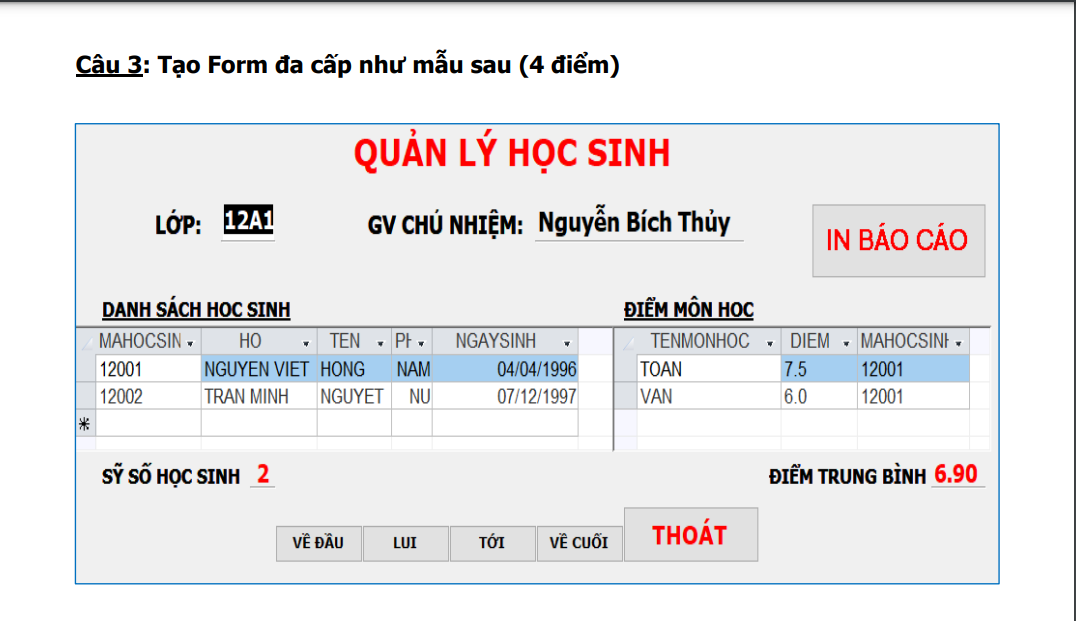 Câu 3: Tạo Form đa cấp như mẫu sau (4 điểm)
QUẢN LÝ HỌC SINH
LỚP: 12A1 GV CHỦ NHIỆM: Nguyễn Bích Thủy
IN BÁO CÁO
DANH SÁCH HỌC SINH ĐIỂM MÔN HỌC
MAHOCSIN HO TEN PH NGAYSINH TENMONHOC DIEM MAHOCSINH
12001 NGUYEN VIET HONG NAM 04/04/1996 TOAN 7.5 12001
12002 TRAN MINH NGUYET NU 07/12/1997 VAN 6.0 12001
SỸ SỐ HỌC SINH 2 ĐIỂM TRUNG BÌNH 6.90
VỀ ĐẦU LUI TỚI VỀ CUỐI THOÁT